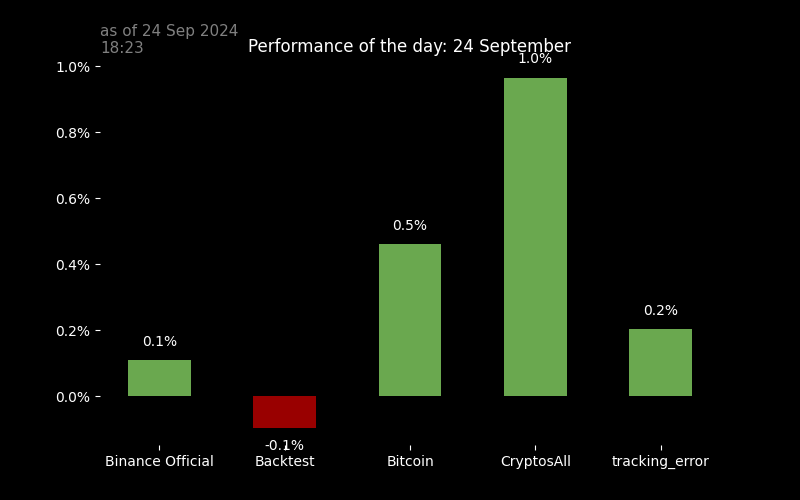 as of 24 Sep 2024
18:23
Performance of the day: 24 September
1.0%
1.0%
0.8%
0.6%
0.5%
0.4%
0.2%
0.2%
0.1%
0.0%
-0.1%
Binance Official
Backtest
Bitcoin
CryptosAll
tracking_error